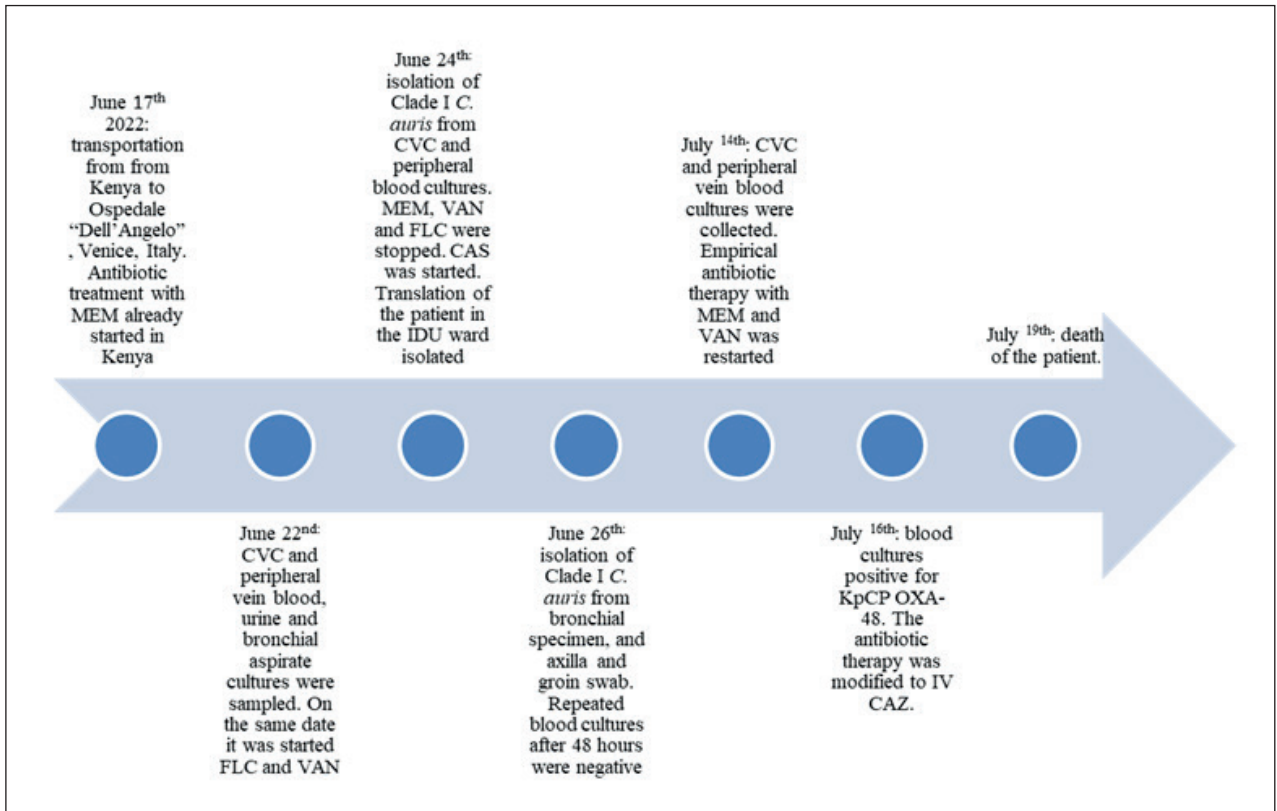 June 17th
2022:
transportation
from from
Kenya to
Ospedale
“Dell’Angelo”
, Venice, Italy.
Antibiotic
treatment with
MEM already
started in
Kenya
June 22nd:
CVC and
peripheral
vein blood,
urine and
bronchial
aspirate
cultures were
sampled. On
the same date
it was started
FLC and VAN
June 24th:
isolation of
Clade I C.
auris from
CVC and
peripheral
blood cultures.
MEM, VAN
and FLC were
stopped. CAS
was started.
Translation of
the patient in
the IDU ward
isolated
June 26th:
isolation of
Clade I C.
auris from
bronchial
specimen, and
axilla and
groin swab.
Repeated
blood cultures
after 48 hours
were negative
July 14th: CVC
and peripheral
vein blood
cultures were
collected.
Empirical
antibiotic
therapy with
MEM and
VAN was
restarted
July 16th: blood
cultures
positive for
KpCP OXA-
48. The
antibiotic
therapy was
modified to IV
CAZ.
July 19th: death
of the patient.